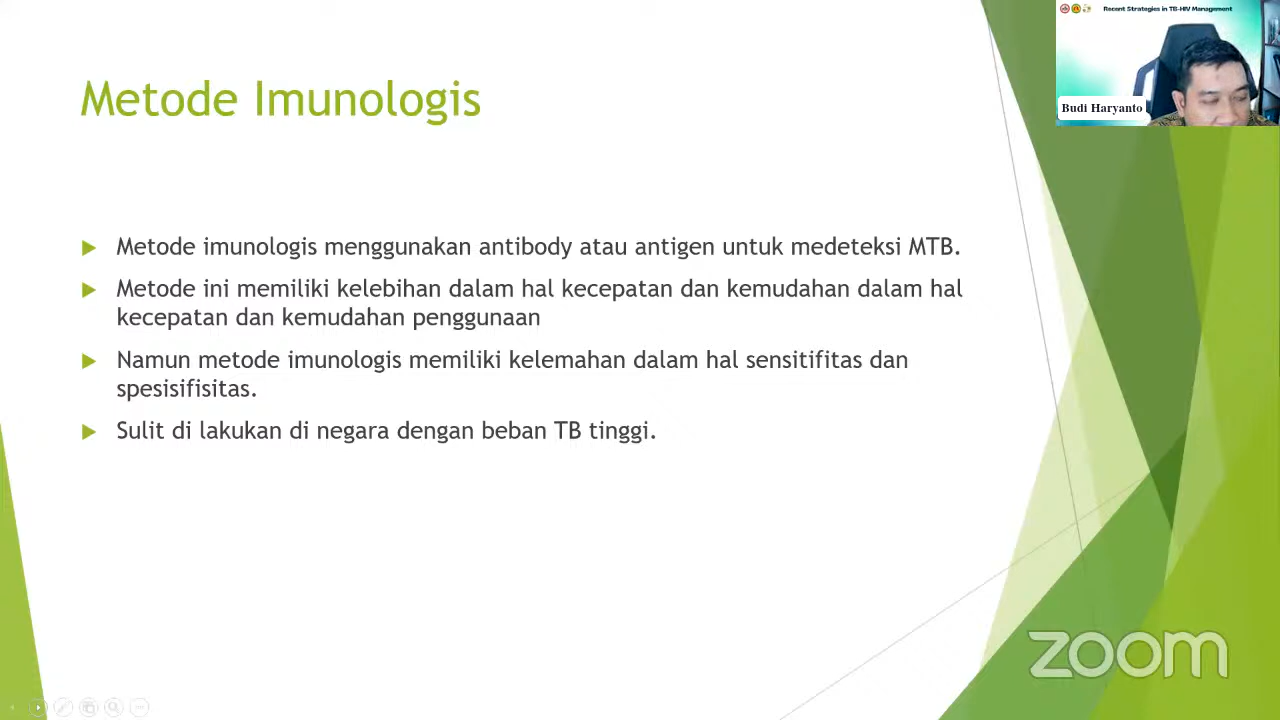 Recent Strategies in TB-HIV Management
Budi Haryanto
Metode Imunologis
Metode imunologis menggunakan antibody atau antigen untuk medeteksi MTB.
Metode ini memiliki kelebihan dalam hal kecepatan dan kemudahan dalam hal
kecepatan dan kemudahan penggunaan
Namun metode imunologis memiliki kelemahan dalam hal sensitifitas dan
spesisifisitas.
Sulit di lakukan di negara dengan beban TB tinggi.
zoom